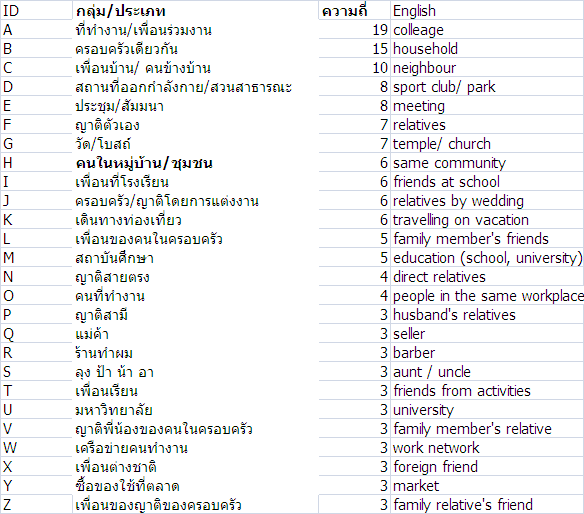 ID กลุ่ม/ประเภท ความถี่ English
A ที่ทำงาน/เพื่อนร่วมงาน 19 colleage
B ครอบครัวเดียวกัน 15 household
C เพื่อนบ้าน/ คนข้างบ้าน 10 neighbour
D สถานที่ออกกำลังกาย/สวนสาธารณะ 8 sport club/ park
E ประชุม/สัมมนา 8 meeting
F ญาติตัวเอง 7 relatives
G วัด/โบสถ์ 7 temple/ church
H คนในหมู่บ้าน/ชุมชน 6 same community
I เพื่อนที่โรงเรียน 6 friends at school
J ครอบครัว/ญาติโดยการแต่งงาน 6 relatives by wedding
K เดินทางท่องเที่ยว 6 travelling on vacation
L เพื่อนของคนในครอบครัว 5 family member's friends
M สถาบันศึกษา 5 education (school, university)
N ญาติสายตรง 4 direct relatives
O คนที่ทำงาน 4 people in the same workplace
P ญาติสามี 3 husband's relatives
Q แม่ค้า 3 seller
R ร้านทำผม 3 barber
S ลุง ป้า น้า อา 3 aunt / uncle
T เพื่อนเรียน 3 friends from activities
U มหาวิทยาลัย 3 university
V ญาติพี่น้องของคนในครอบครัว 3 family member's relative
W เครือข่ายคนทำงาน 3 work network
X เพื่อนต่างชาติ 3 foreign friend
Y ซื้อของใช้ที่ตลาด 3 market
Z เพื่อนของญาติของครอบครัว 3 family relative's friend